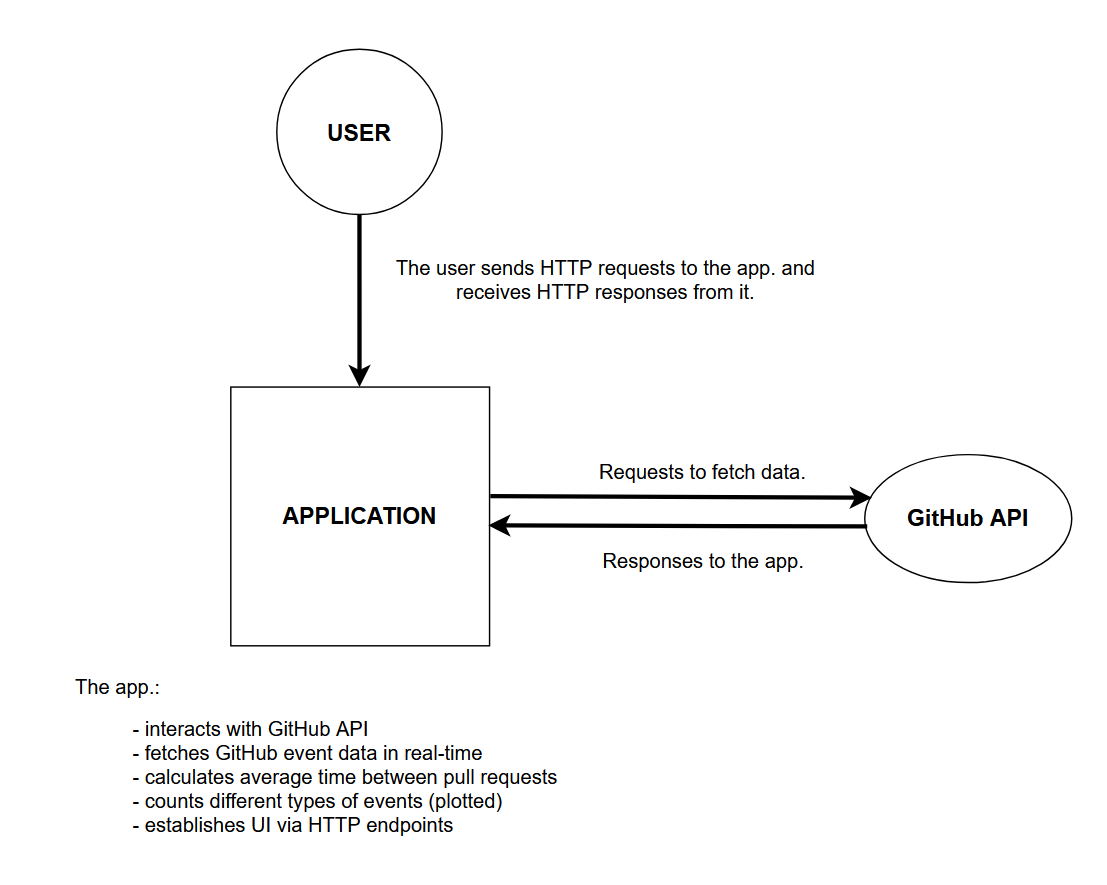 USER
The user sends HTTP requests to the app. and
receives HTTP responses from it.
Requests to fetch data.
APPLICATION
GitHub API
Responses to the app.
The app.:
- interacts with GitHub API
- fetches GitHub event data in real-time
- calculates average time between pull requests
- counts different types of events (plotted)
- establishes UI via HTTP endpoints